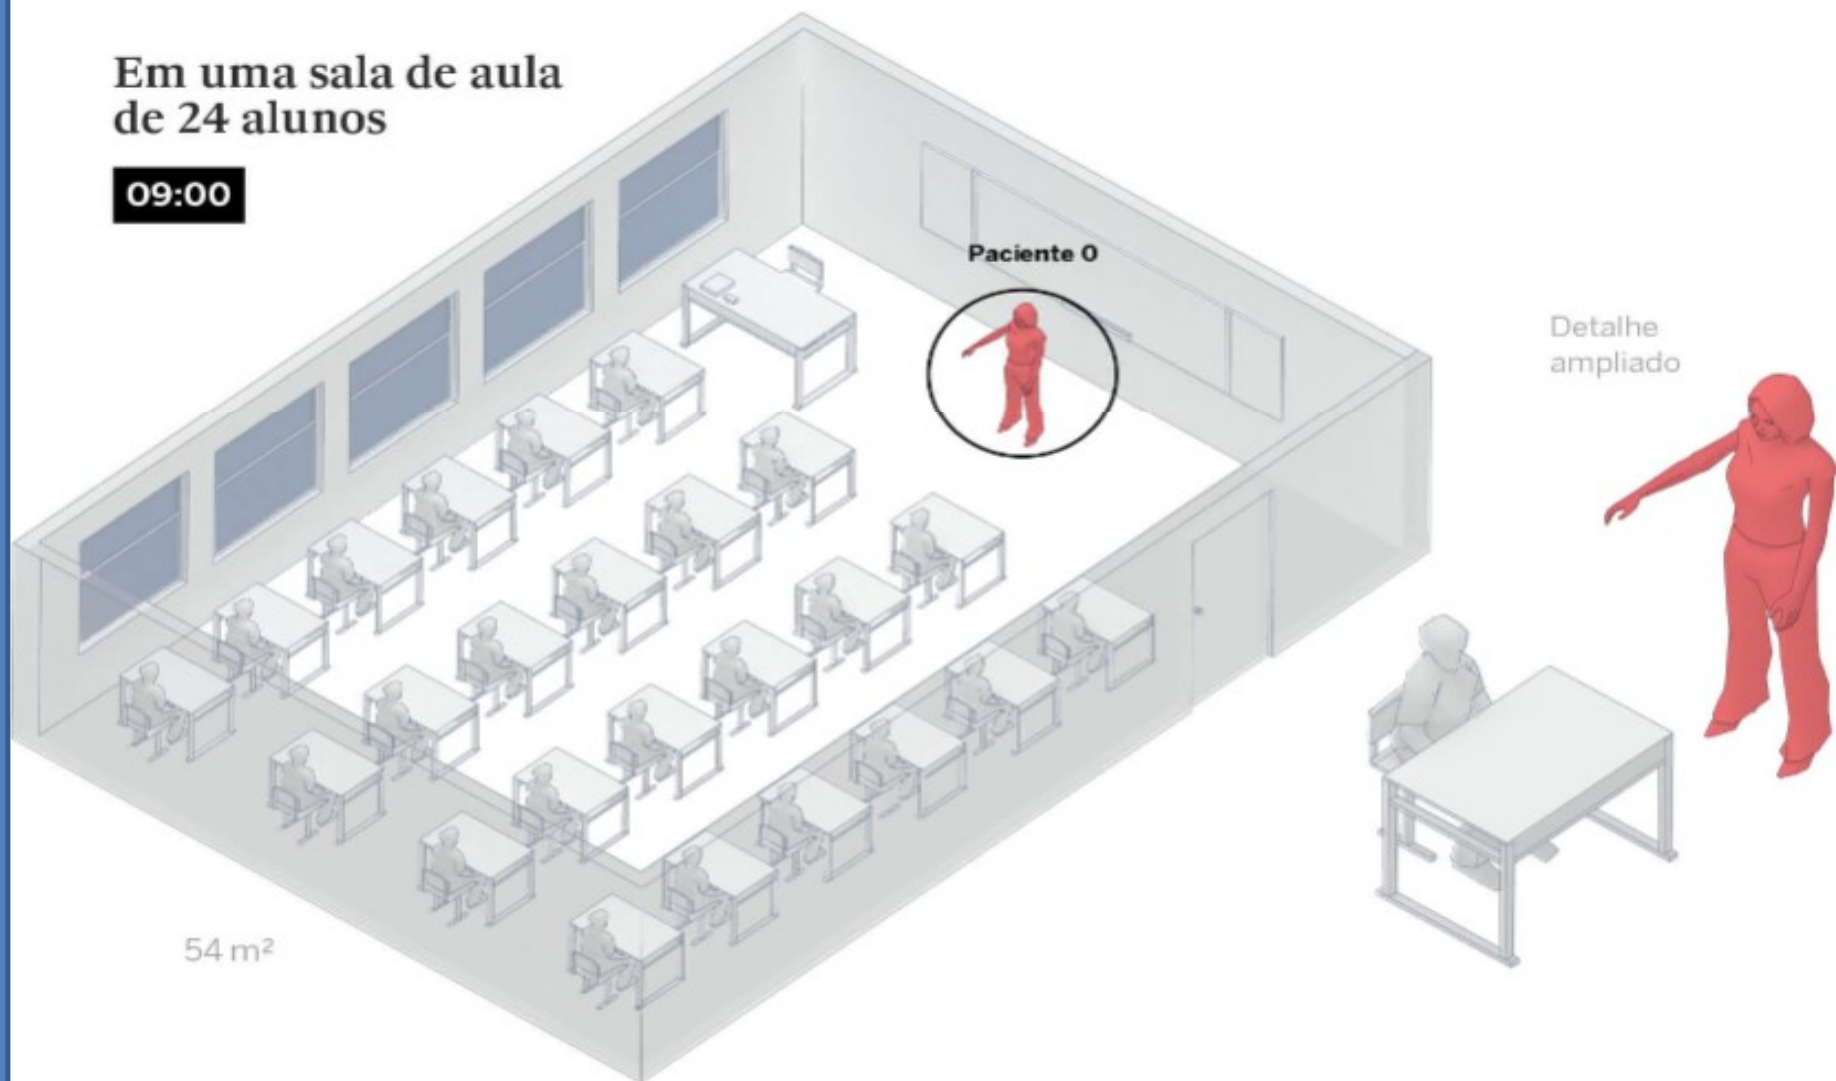 Em uma sala de aula
de 24 alunos
09:00
Paciente 0
Detalhe
ampliado
54 m²